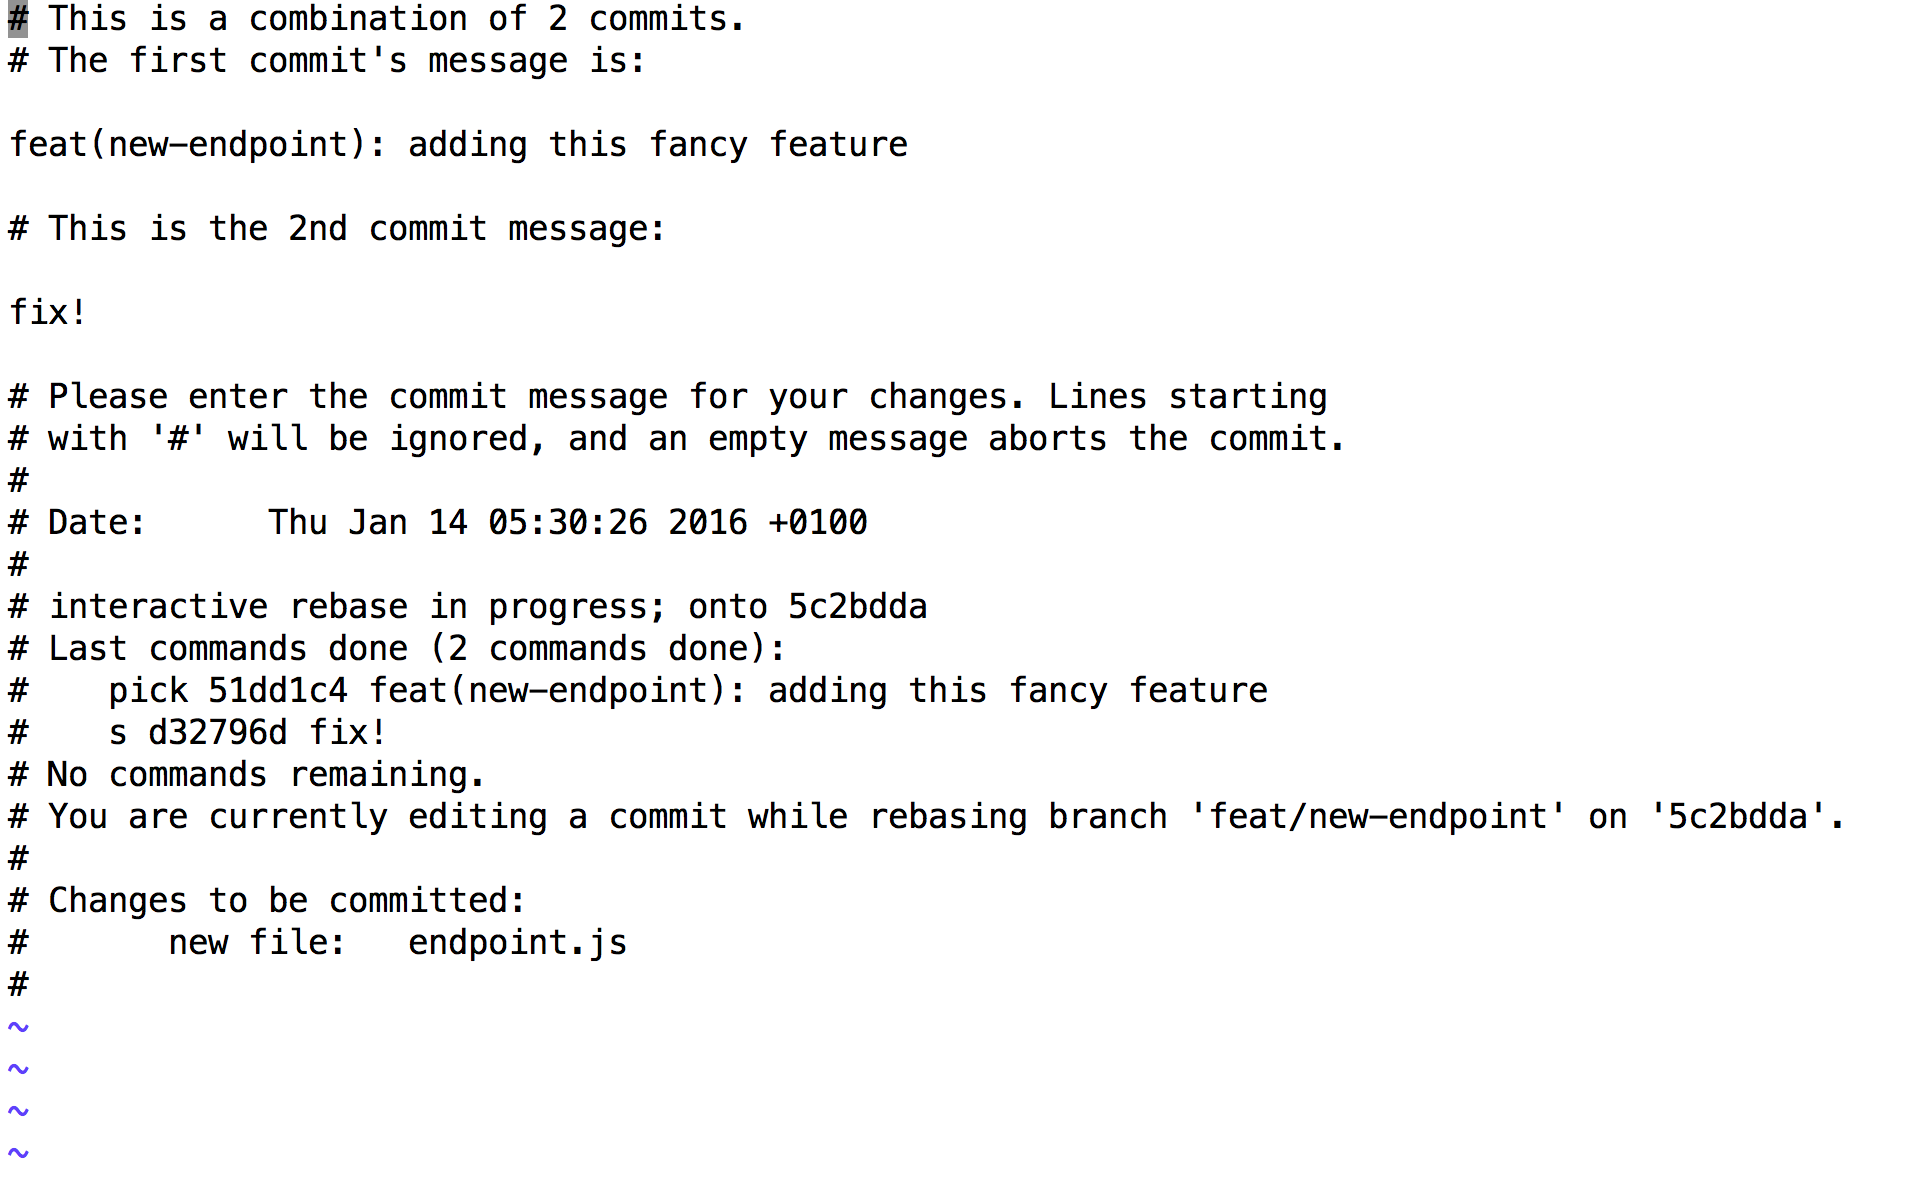 # This is a combination of 2 commits.
# The first commit's message is:

feat(new-endpoint): adding this fancy feature

# This is the 2nd commit message:

fix!

# Please enter the commit message for your changes. Lines starting
# with '#' will be ignored, and an empty message aborts the commit.
#
# Date:      Thu Jan 14 05:30:26 2016 +0100
#
# interactive rebase in progress; onto 5c2bdda
# Last commands done (2 commands done):
#    pick 51dd1c4 feat(new-endpoint): adding this fancy feature
#    s d32796d fix!
# No commands remaining.
# You are currently editing a commit while rebasing branch 'feat/new-endpoint' on '5c2bdda'.
#
# Changes to be committed:
#       new file:   endpoint.js
#
~
~
~
~